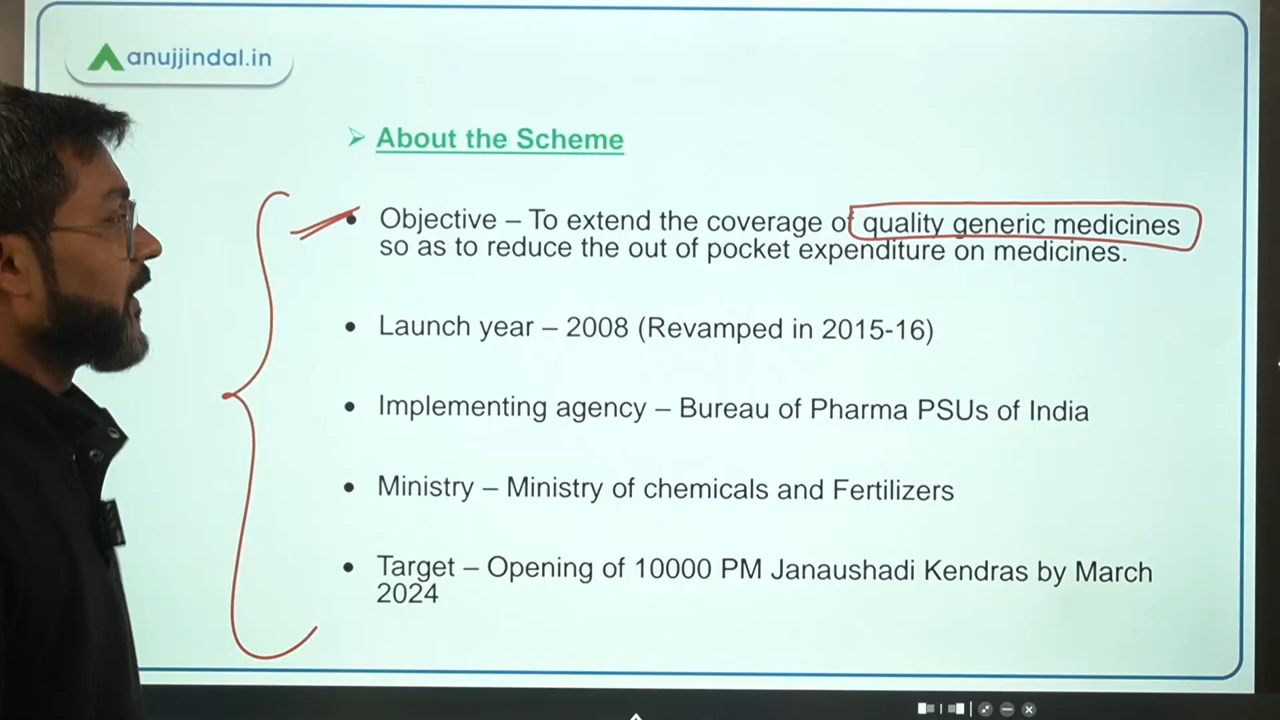 anujjindal.in
About the Scheme
Objective – To extend the coverage of quality generic medicines
so as to reduce the out of pocket expenditure on medicines.
Launch year – 2008 (Revamped in 2015-16)
Implementing agency – Bureau of Pharma PSUs of India
Ministry – Ministry of chemicals and Fertilizers
Target – Opening of 10000 PM Janaushadi Kendras by March
2024